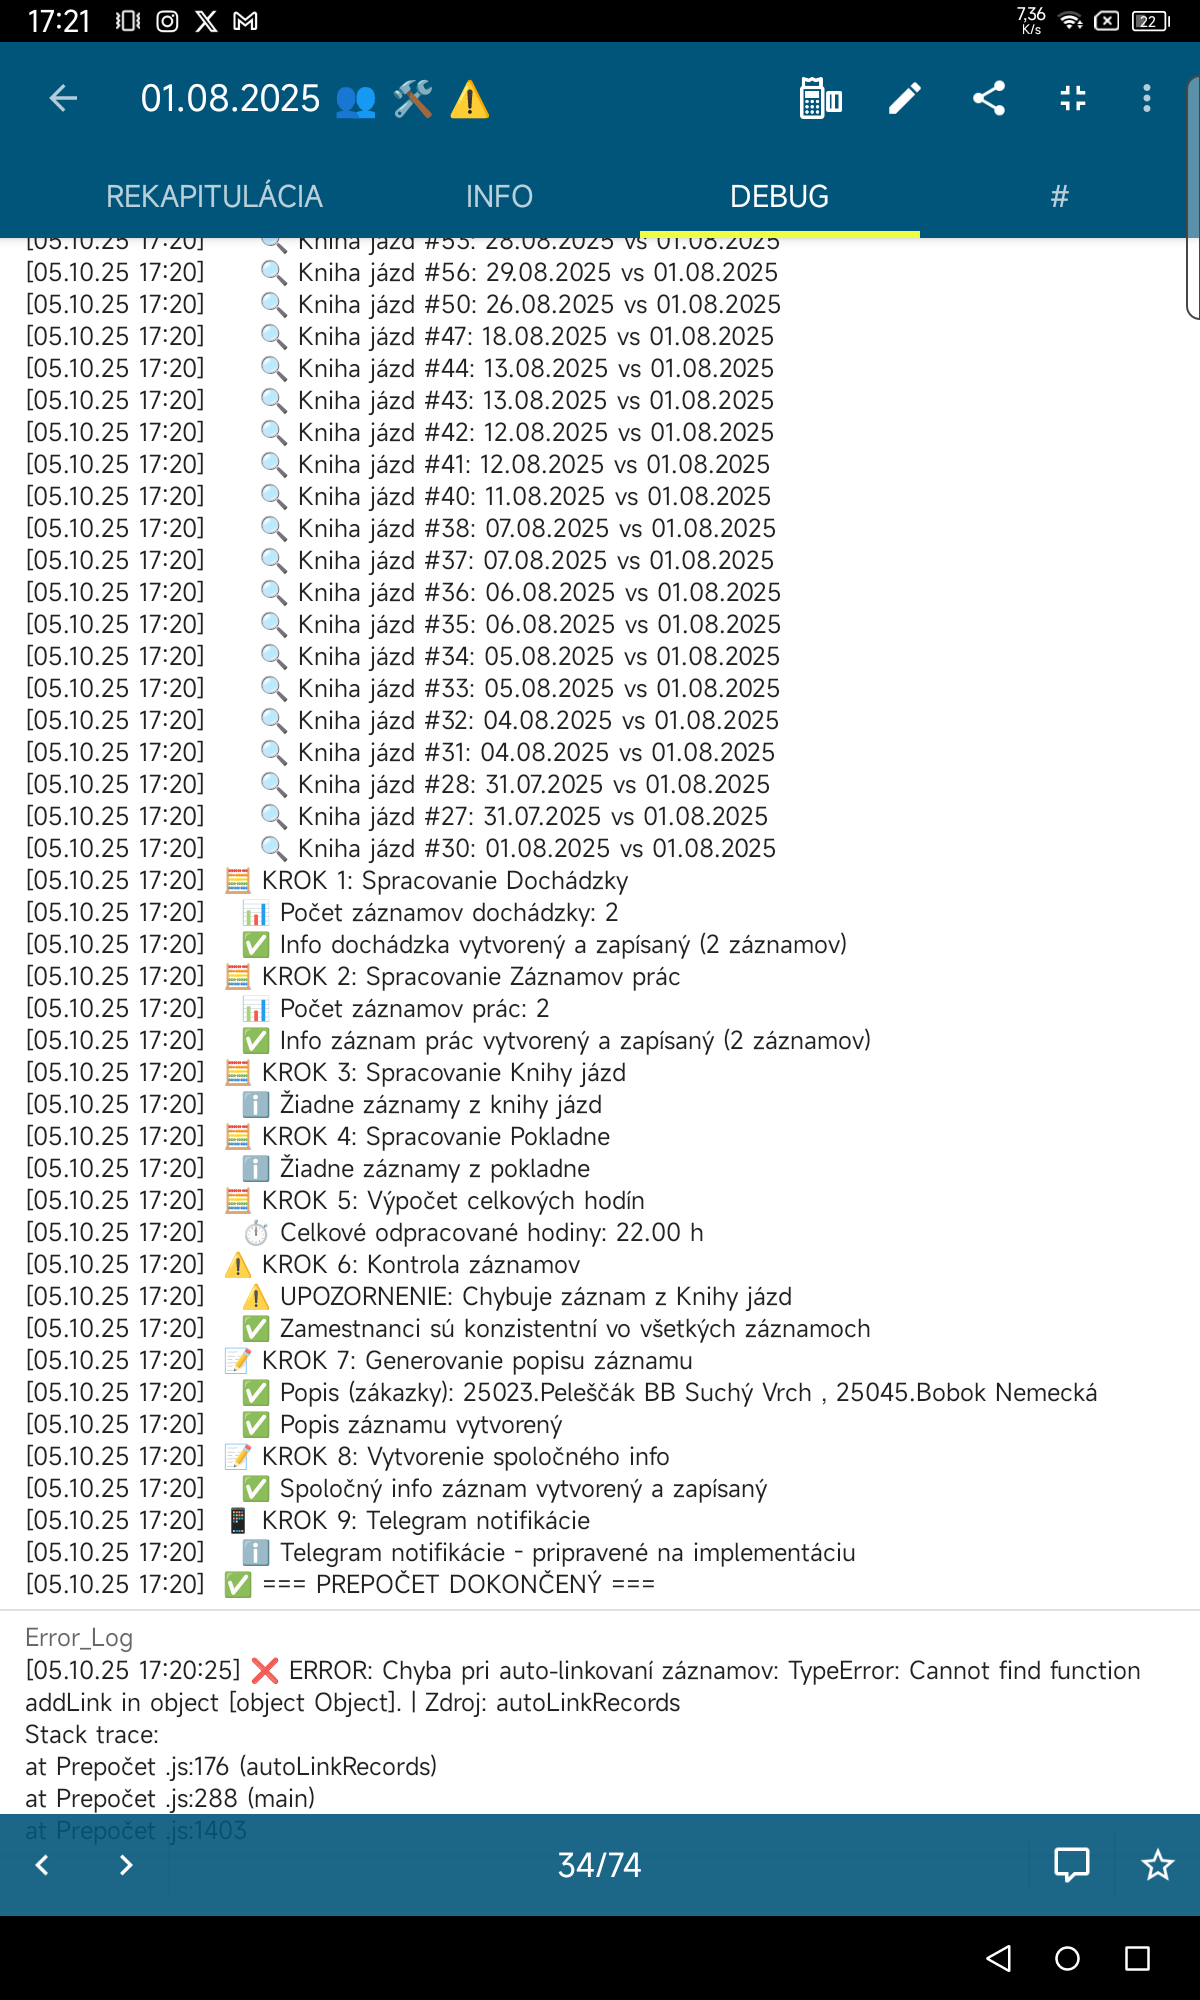 17:21
7,36
K/s
22
01.08.2025
REKAPITULÁCIA INFO DEBUG #
[05.10.25 17:20] Kniha jázd #53: 28.08.2025 vs 01.08.2025
[05.10.25 17:20] Kniha jázd #56: 29.08.2025 vs 01.08.2025
[05.10.25 17:20] Kniha jázd #50: 26.08.2025 vs 01.08.2025
[05.10.25 17:20] Kniha jázd #47: 18.08.2025 vs 01.08.2025
[05.10.25 17:20] Kniha jázd #44: 13.08.2025 vs 01.08.2025
[05.10.25 17:20] Kniha jázd #43: 13.08.2025 vs 01.08.2025
[05.10.25 17:20] Kniha jázd #42: 12.08.2025 vs 01.08.2025
[05.10.25 17:20] Kniha jázd #41: 12.08.2025 vs 01.08.2025
[05.10.25 17:20] Kniha jázd #40: 11.08.2025 vs 01.08.2025
[05.10.25 17:20] Kniha jázd #38: 07.08.2025 vs 01.08.2025
[05.10.25 17:20] Kniha jázd #37: 07.08.2025 vs 01.08.2025
[05.10.25 17:20] Kniha jázd #36: 06.08.2025 vs 01.08.2025
[05.10.25 17:20] Kniha jázd #35: 06.08.2025 vs 01.08.2025
[05.10.25 17:20] Kniha jázd #34: 05.08.2025 vs 01.08.2025
[05.10.25 17:20] Kniha jázd #33: 05.08.2025 vs 01.08.2025
[05.10.25 17:20] Kniha jázd #32: 04.08.2025 vs 01.08.2025
[05.10.25 17:20] Kniha jázd #31: 04.08.2025 vs 01.08.2025
[05.10.25 17:20] Kniha jázd #28: 31.07.2025 vs 01.08.2025
[05.10.25 17:20] Kniha jázd #27: 31.07.2025 vs 01.08.2025
[05.10.25 17:20] Kniha jázd #30: 01.08.2025 vs 01.08.2025
[05.10.25 17:20] KROK 1: Spracovanie Dochádzky
[05.10.25 17:20] Počet záznamov dochádzky: 2
[05.10.25 17:20] Info dochádzka vytvorený a zapísaný (2 záznamov)
[05.10.25 17:20] KROK 2: Spracovanie Záznamov prác
[05.10.25 17:20] Počet záznamov prác: 2
[05.10.25 17:20] Info záznam prác vytvorený a zapísaný (2 záznamov)
[05.10.25 17:20] KROK 3: Spracovanie Knihy jázd
[05.10.25 17:20] Žiadne záznamy z knihy jázd
[05.10.25 17:20] KROK 4: Spracovanie Pokladne
[05.10.25 17:20] Žiadne záznamy z pokladne
[05.10.25 17:20] KROK 5: Výpočet celkových hodín
[05.10.25 17:20] Celkové odpracované hodiny: 22.00 h
[05.10.25 17:20] KROK 6: Kontrola záznamov
[05.10.25 17:20] UPOZORNENIE: Chybuje záznam z Knihy jázd
[05.10.25 17:20] Zamestnanci sú konzistentní vo všetkých záznamoch
[05.10.25 17:20] KROK 7: Generovanie popisu záznamu
[05.10.25 17:20] Popis (zákazky): 25023.Peleščák BB Suchý Vrch , 25045.Bobok Nemecká
[05.10.25 17:20] Popis záznamu vytvorený
[05.10.25 17:20] KROK 8: Vytvorenie spoločného info
[05.10.25 17:20] Spoločný info záznam vytvorený a zapísaný
[05.10.25 17:20] KROK 9: Telegram notifikácie
[05.10.25 17:20] Telegram notifikácie - pripravené na implementáciu
[05.10.25 17:20] === PREPOČET DOKONČENÝ ===
Error_Log
[05.10.25 17:20:25] ❌ ERROR: Chyba pri auto-linkovaní záznamov: TypeError: Cannot find function
addLink in object [object Object]. | Zdroj: autoLinkRecords
Stack trace:
at Prepočet .js:176 (autoLinkRecords)
at Prepočet .js:288 (main)
at Prepočet .js:1403
34/74